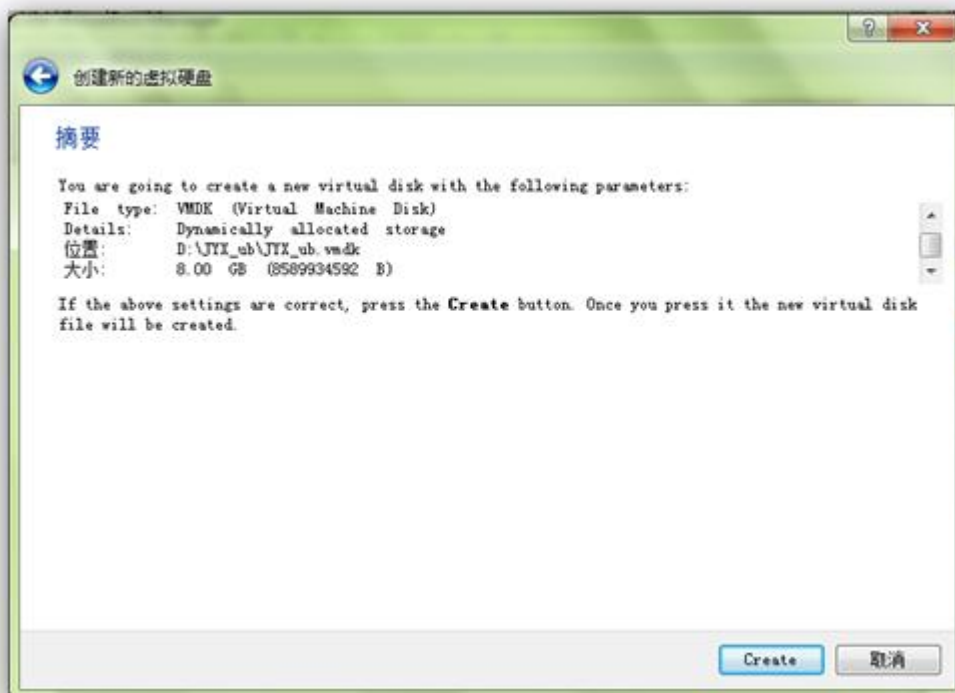 创建新的虚拟硬盘
摘要
You are going to create a new virtual disk with the following parameters:
File type: VMDK (Virtual Machine Disk)
Details: Dynamically allocated storage
位置: D:\JYX_ub\JYX_ub.vmdk
大小: 8.00 GB (8589934592 B)
If the above settings are correct, press the Create button. Once you press it the new virtual disk
file will be created.
Create
取消